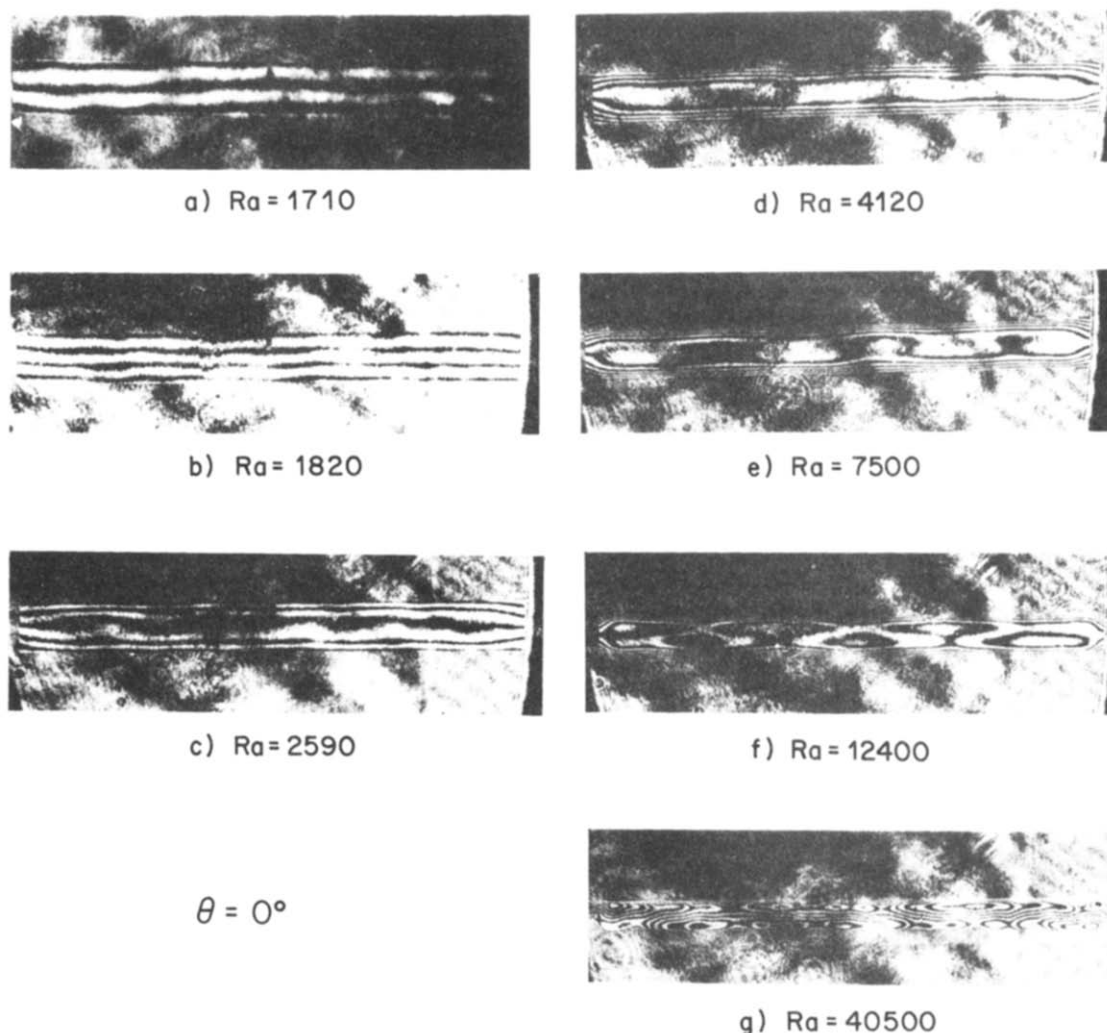 a) Ra = 1710
b) Ra = 1820
c) Ra = 2590
θ = 0°
d) Ra = 4120
e) Ra = 7500
f) Ra = 12400
g) Ra = 40500